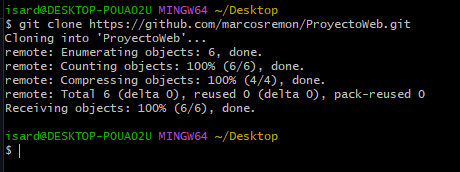 isard@DESKTOP-POUAO2U MINGW64 ~/Desktop
$ git clone https://github.com/marcosremon/ProyectoWeb.git
Cloning into 'ProyectoWeb'...
remote: Enumerating objects: 6, done.
remote: Counting objects: 100% (6/6), done.
remote: Compressing objects: 100% (4/4), done.
remote: Total 6 (delta 0), reused 0 (delta 0), pack-reused 0
Receiving objects: 100% (6/6), done.
isard@DESKTOP-POUAO2U MINGW64 ~/Desktop
$